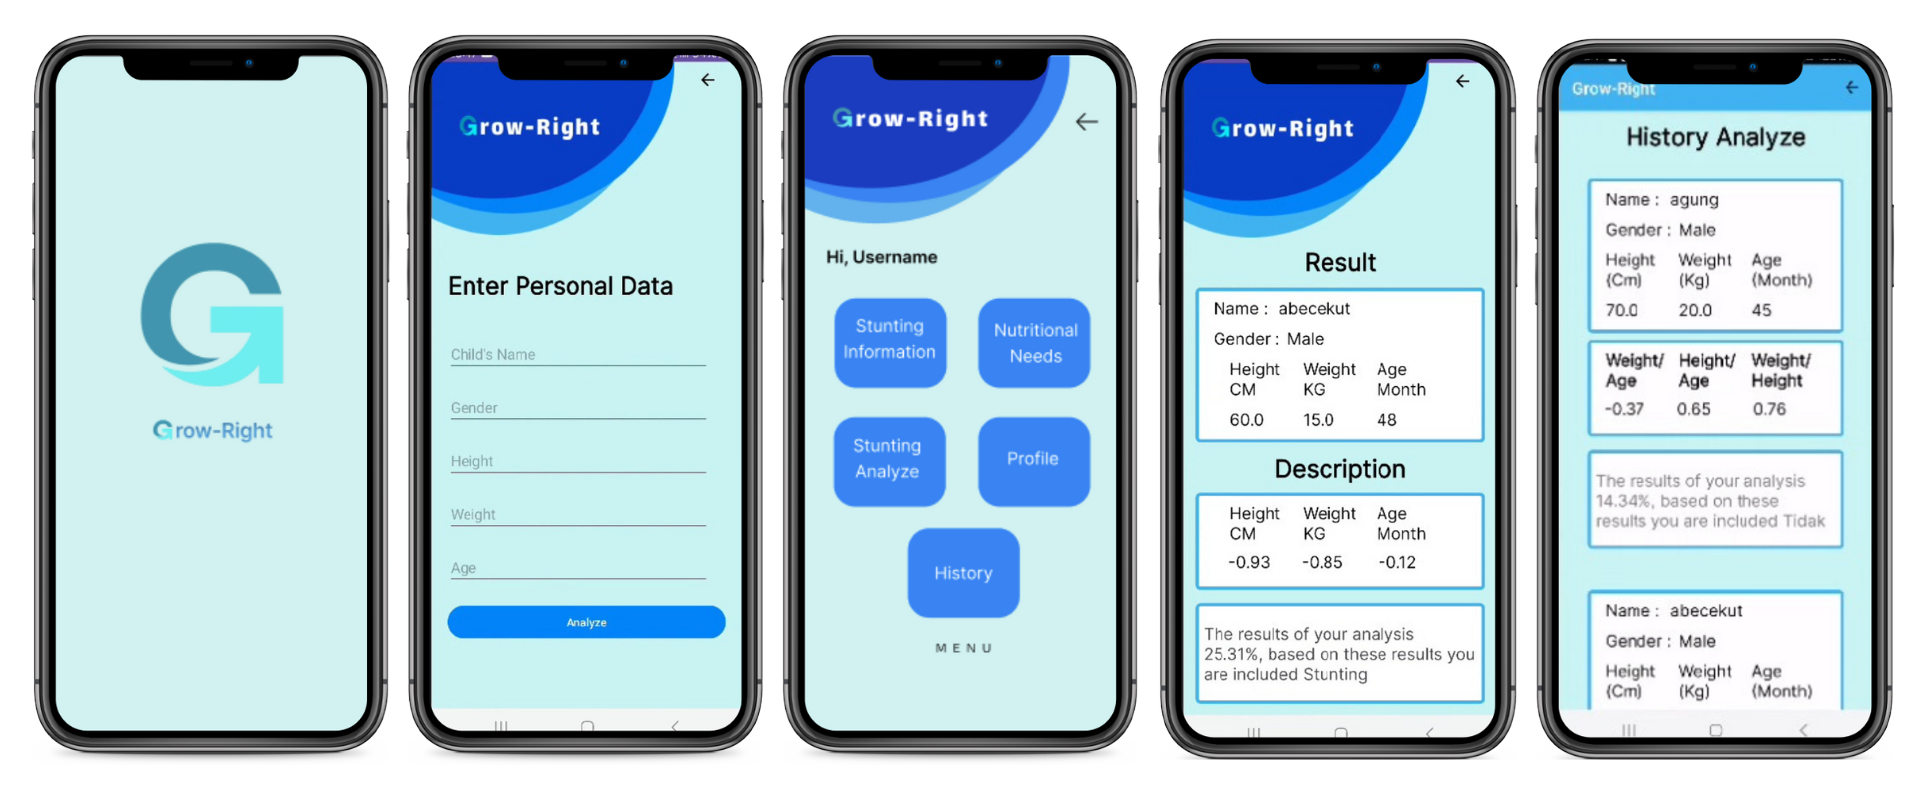 Grow-Right
Grow-Right
Enter Personal Data
Child's Name
Gender
Height
Weight
Age
Analyze
Grow-Right
Hi, Username
Stunting
Information
Nutritional
Needs
Stunting
Analyze
Profile
History
MENU
Grow-Right
Result
Name : abecekut
Gender : Male
Height Weight Age
CM KG Month
60.0 15.0 48
Description
Height Weight Age
CM KG Month
-0.93 -0.85 -0.12
The results of your analysis
25.31%, based on these results you
are included Stunting
Grow-Right
History Analyze
Name : agung
Gender : Male
Height Weight Age
(Cm) (Kg) (Month)
70.0 20.0 45
Weight/ Height/ Weight/
Age Age Height
-0.37 0.65 0.76
The results of your analysis
14.34%, based on these
results you are included Tidak
Name : abecekut
Gender : Male
Height Weight Age
(Cm) (Kg) (Month)